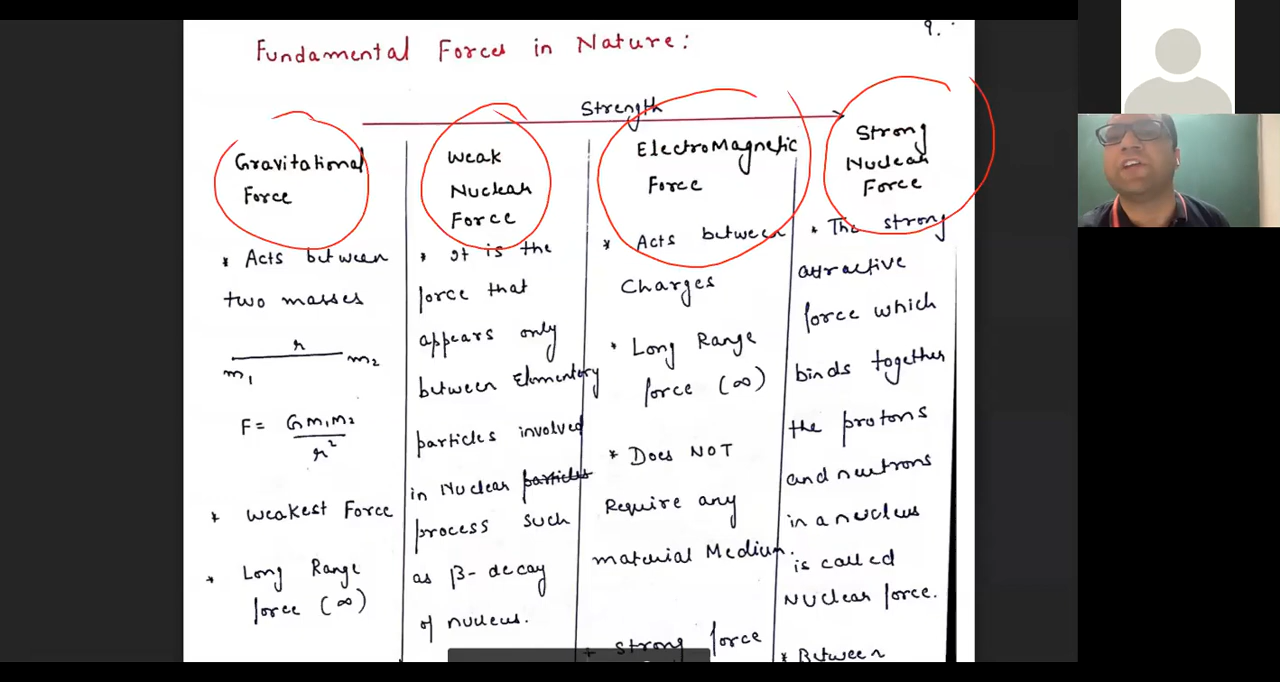 9.
Fundamental Forces in Nature:
Strength
Gravitational
Force
* Acts between
two masses
r
m1 m2
F = Gm1m2
r2
* Weakest Force
* Long Range
force (∞)
Weak
Nuclear
Force
* It is the
force that
appears only
between Elementery
particles involved
in Nuclear particles
process such
as β-decay
of nucleus.
ElectroMagnetic
Force
* Acts between
Charges
* Long Range
force (∞)
* Does NOT
Require any
material Medium.
* Strong force
Strong
Nuclear
Force
* The strong
attractive
force which
binds together
the protons
and neutrons
in a nucleus
is called
Nuclear force.
* Between